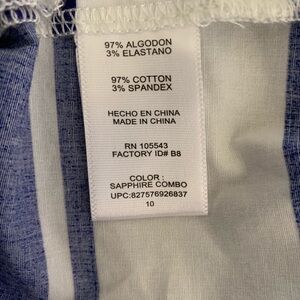 97% ALGODON
3% ELASTANO
97% COTTON
3% SPANDEX
HECHO EN CHINA
MADE IN CHINA
RN 105543
FACTORY ID# B8
COLOR :
SAPPHIRE COMBO
UPC:827576926837
10